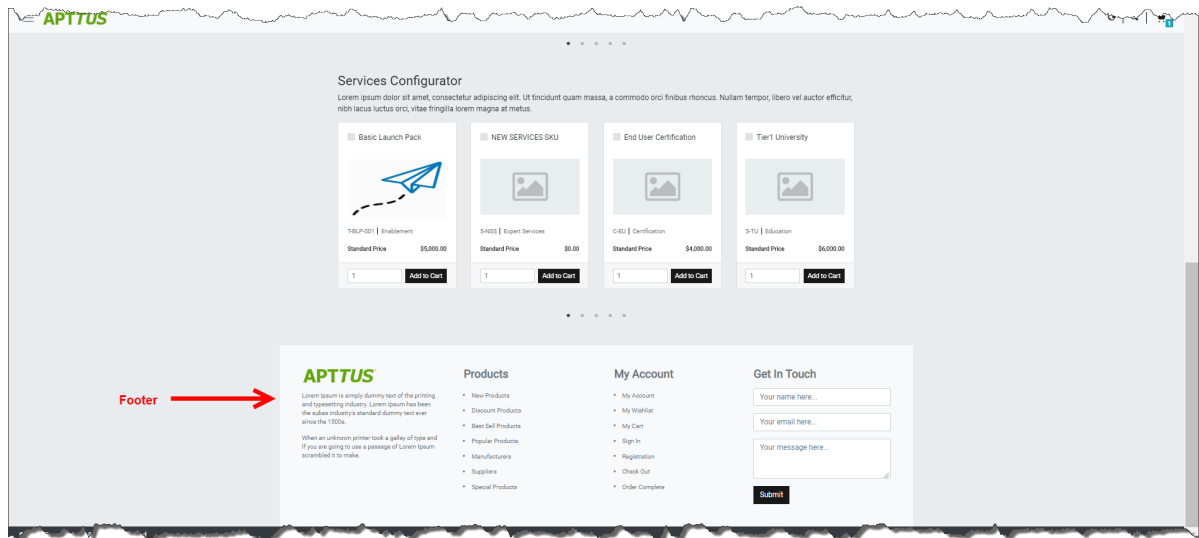 APTTUS
1
Services Configurator
Lorem ipsum dolor sit amet, consectetur adipiscing elit. Ut tincidunt quam massa, a commodo orci finibus rhoncus. Nullam tempor, libero vel auctor efficitur,
nibh lacus luctus orci, vitae fringilla lorem magna at metus.
Basic Launch Pack
NEW SERVICES SKU
End User Certification
Tier1 University
T-BLP-001 | Enablement
S-NSS | Expert Services
C-EU | Certification
S-TU | Education
Standard Price $5,000.00
Standard Price $0.00
Standard Price $4,000.00
Standard Price $6,000.00
1 Add to Cart
1 Add to Cart
1 Add to Cart
1 Add to Cart
Footer
APTTUS
Lorem Ipsum is simply dummy text of the printing
and typesetting industry. Lorem Ipsum has been
the subas industry's standard dummy text ever
since the 1500s.
When an unknown printer took a galley of type and
if you are going to use a passage of Lorem Ipsum
scrambled it to make.
Products
• New Products
• Discount Products
• Best Sell Products
• Popular Products
• Manufacturers
• Suppliers
• Special Products
My Account
• My Account
• My Wishlist
• My Cart
• Sign In
• Registration
• Check Out
• Order Complete
Get In Touch
Your name here...
Your email here...
Your message here...
Submit